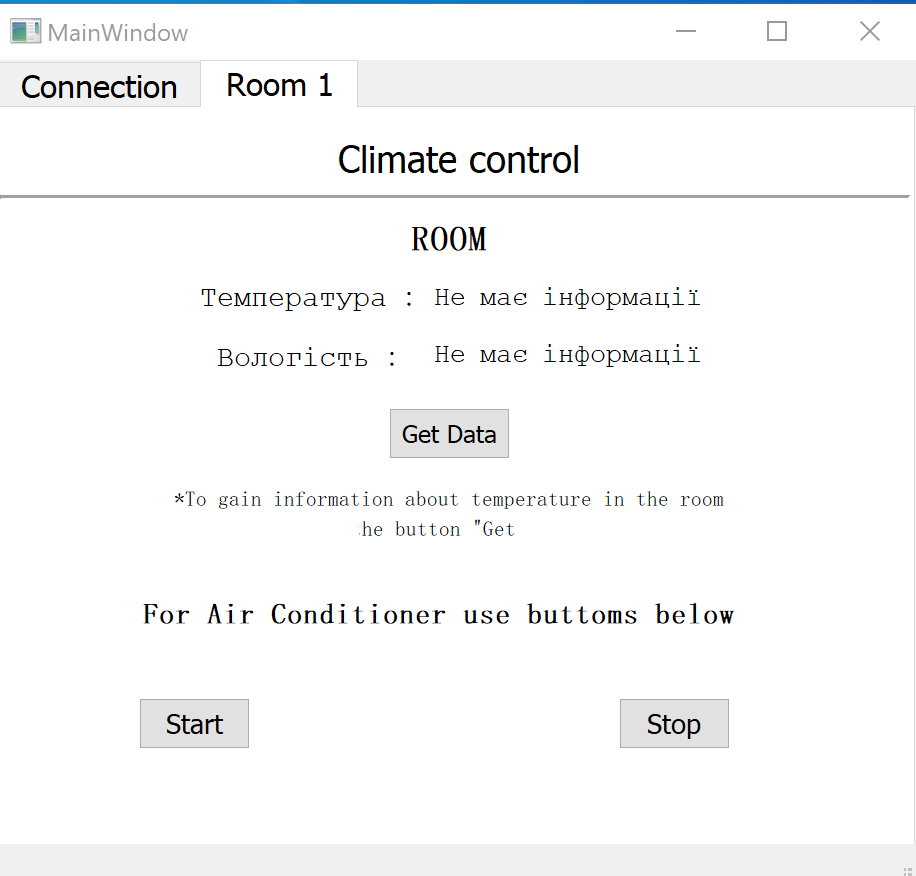 MainWindow
Connection Room 1
Climate control
ROOM
Температура : Не має інформації
Вологість : Не має інформації
Get Data
*To gain information about temperature in the room
he button "Get
For Air Conditioner use buttoms below
Start Stop